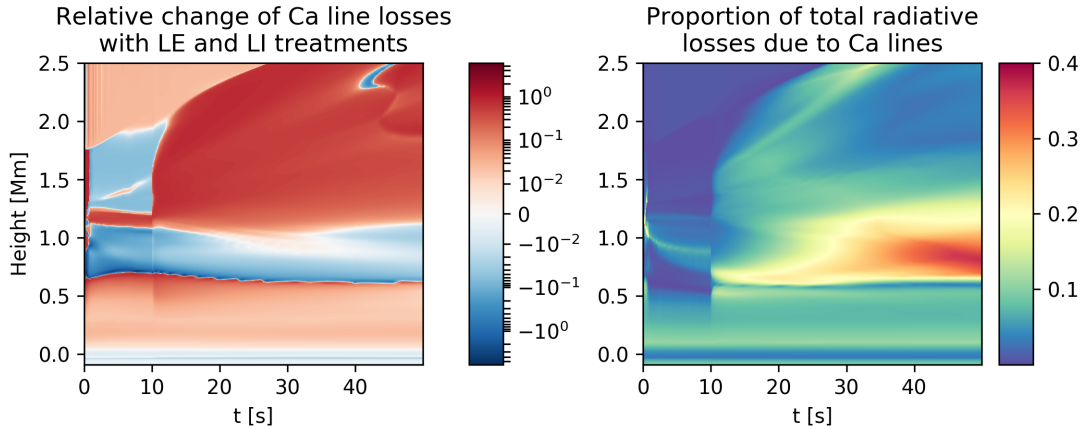 Relative change of Ca line losses
with LE and LI treatments
Height [Mm]
2.5
2.0
1.5
1.0
0.5
0.0
0 10 20 30 40
t [s]
10⁰
10⁻¹
10⁻²
0
−10⁻²
−10⁻¹
−10⁰
Proportion of total radiative
losses due to Ca lines
2.5
2.0
1.5
1.0
0.5
0.0
0 10 20 30 40
t [s]
0.4
0.3
0.2
0.1